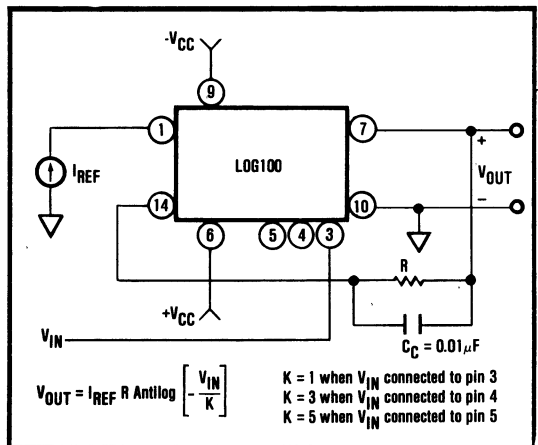 -VCC
9
1
7
+
IREF
LOG100
VOUT
14
10
-
6
5
4
3
R
+VCC
VIN
CC = 0.01µF
VOUT = IREF R Antilog [ - VIN / K ]
K = 1 when VIN connected to pin 3
K = 3 when VIN connected to pin 4
K = 5 when VIN connected to pin 5